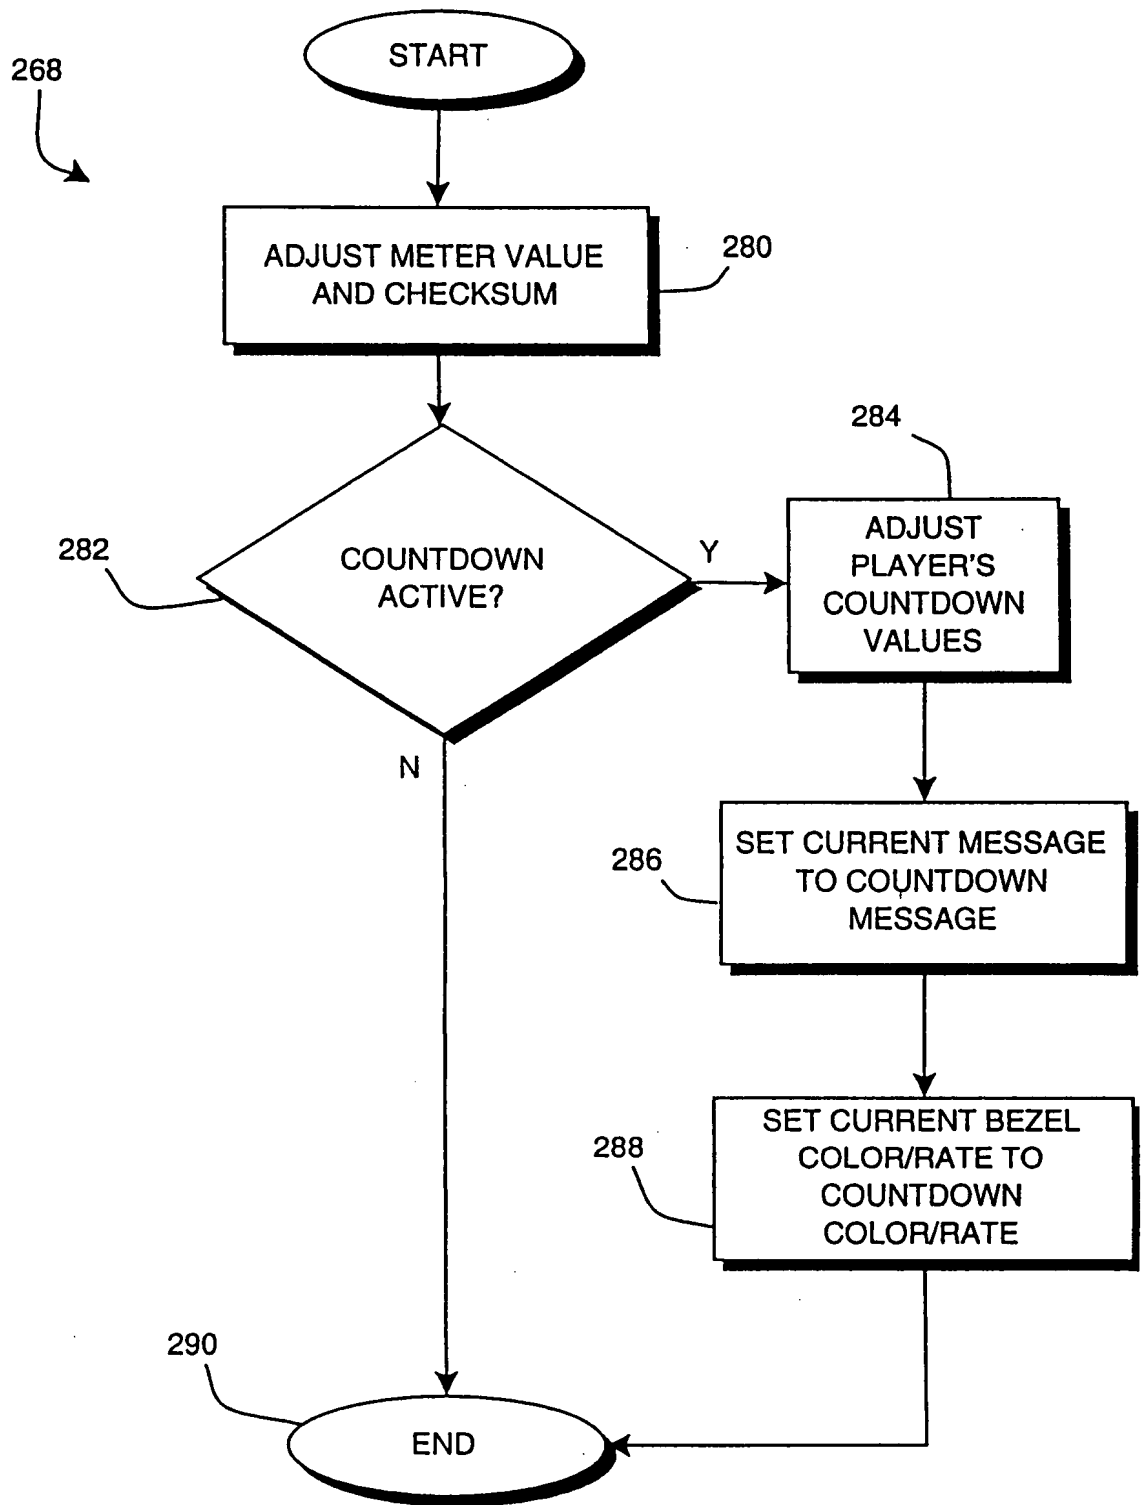 START
268
ADJUST METER VALUE
AND CHECKSUM
280
284
282
COUNTDOWN
ACTIVE?
Y
N
ADJUST
PLAYER'S
COUNTDOWN
VALUES
286
SET CURRENT MESSAGE
TO COUNTDOWN
MESSAGE
288
SET CURRENT BEZEL
COLOR/RATE TO
COUNTDOWN
COLOR/RATE
290
END